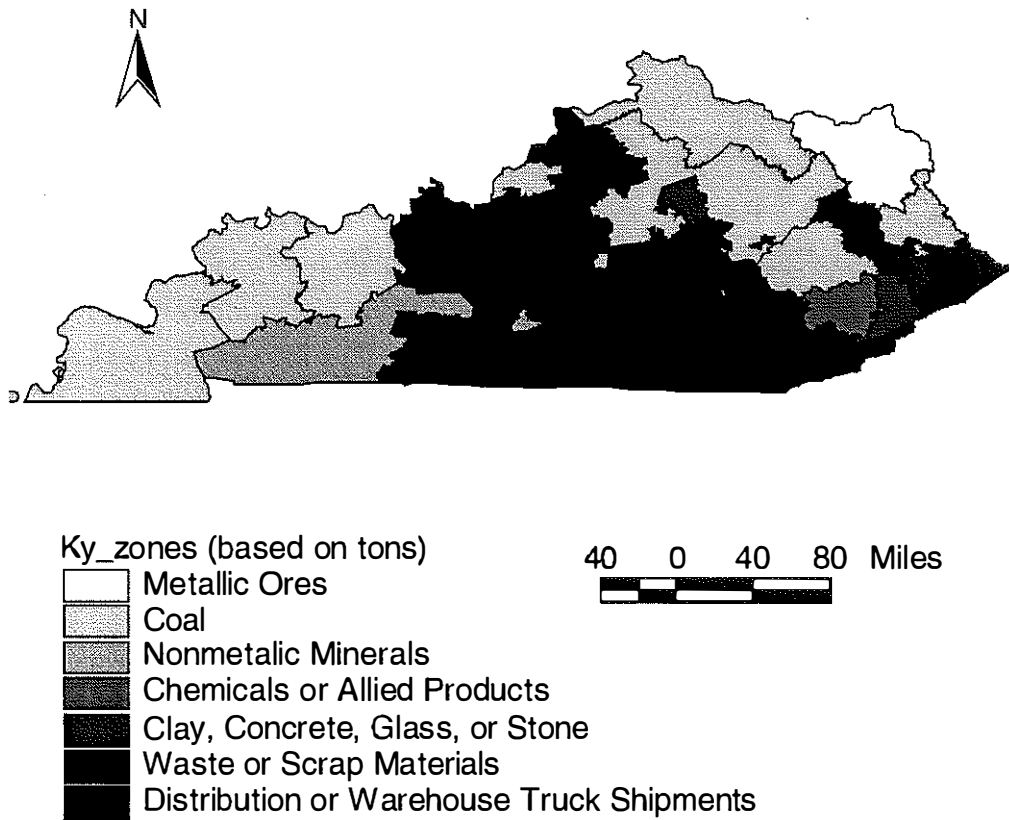 N
Ky_zones (based on tons)
40 0 40 80 Miles
Metallic Ores
Coal
Nonmetalic Minerals
Chemicals or Allied Products
Clay, Concrete, Glass, or Stone
Waste or Scrap Materials
Distribution or Warehouse Truck Shipments